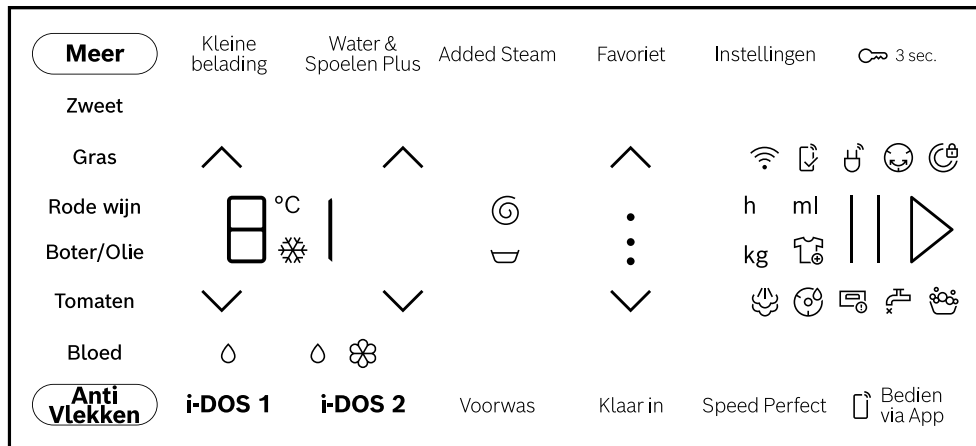 Meer
Kleine
belading
Water &
Spoelen Plus
Added Steam
Favoriet
Instellingen
3 sec.
Zweet
Gras
Rode wijn
°C
h ml
Boter/Olie
kg
Tomaten
Bloed
Anti
Vlekken
i-DOS 1
i-DOS 2
Voorwas
Klaar in
Speed Perfect
Bedien
via App